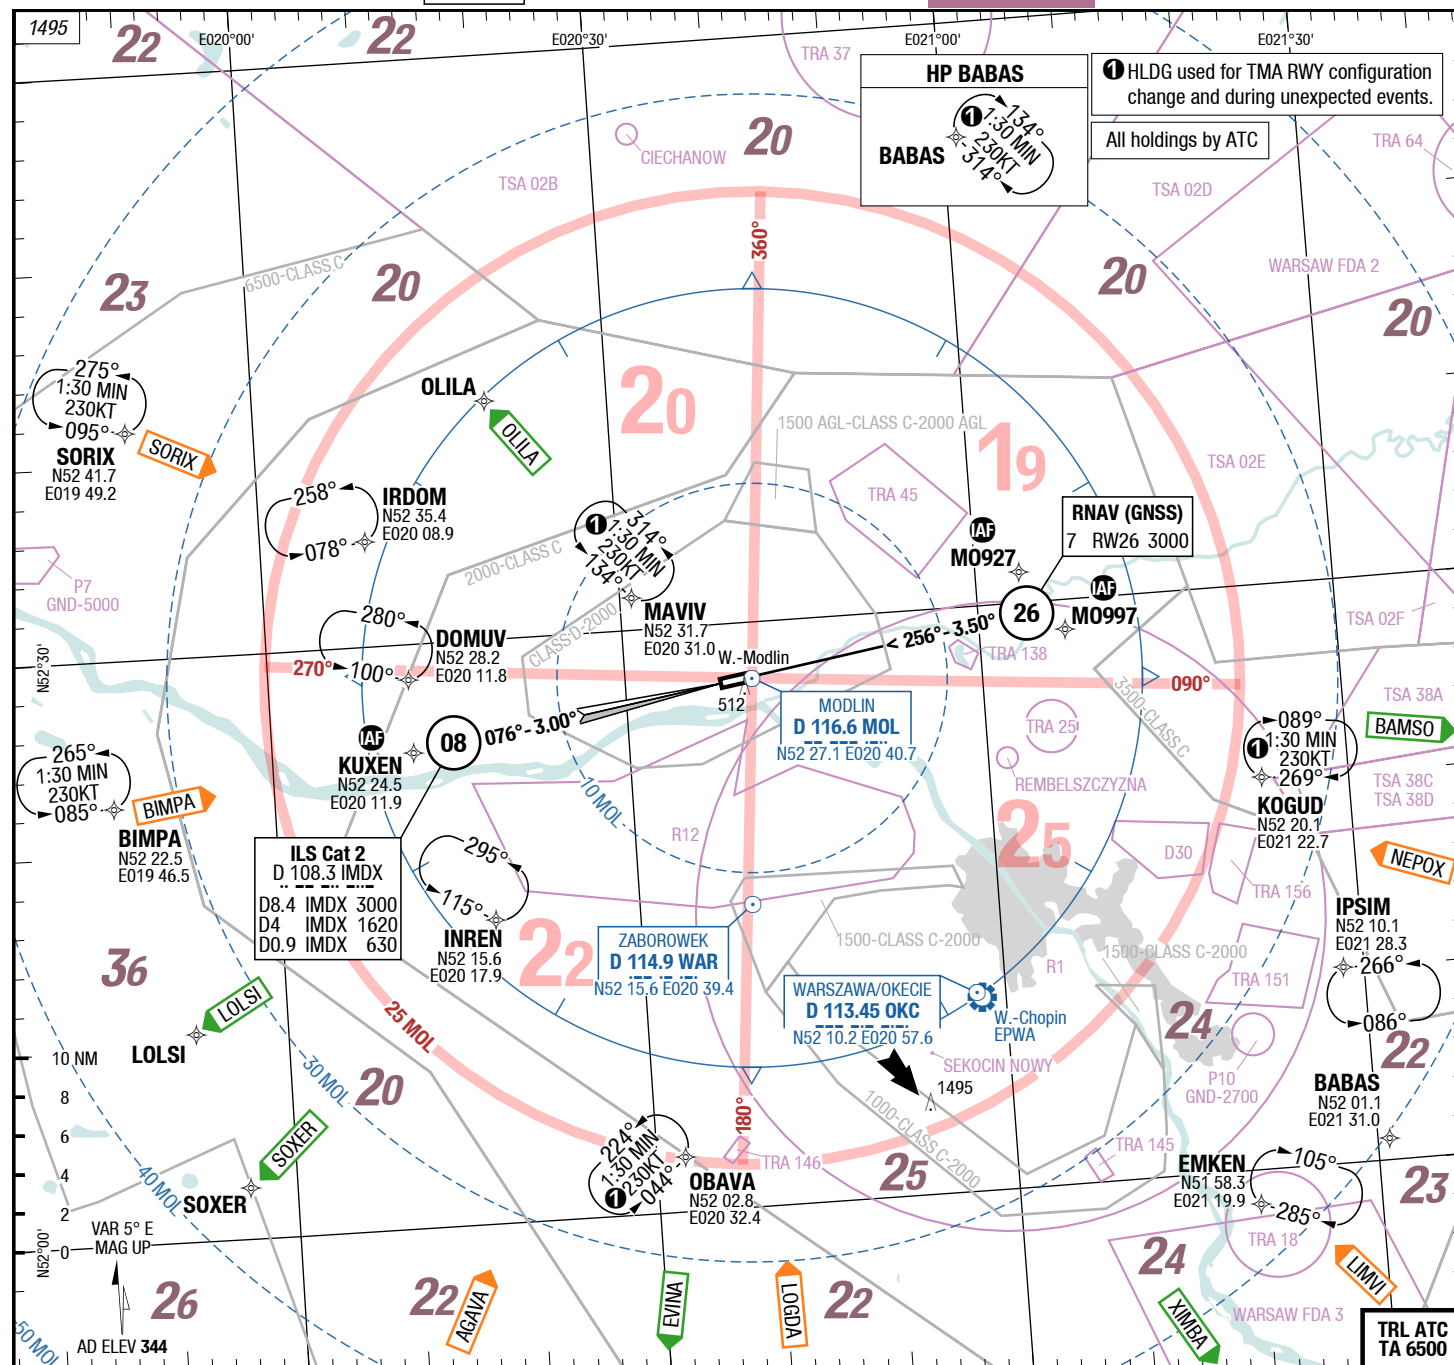 1495
22
E020°00'
22
E020°30'
E021°00'
E021°30'
TRA 37
HP BABAS
1
134°
1:30 MIN
230KT
314°
BABAS
1 HLDG used for TMA RWY configuration
change and during unexpected events.
All holdings by ATC
TRA 64
20
CIECHANOW
TSA 02B
TSA 02D
360°
23
6500-CLASS C
20
20
WARSAW FDA 2
20
275°
1:30 MIN
230KT
095°
SORIX
N52 41.7
E019 49.2
SORIX
OLILA
OLILA
20
1500 AGL-CLASS C-2000 AGL
19
TRA 45
TSA 02E
258°
078°
IRDOM
N52 35.4
E020 08.9
2000-CLASS C
1
314°
1:30 MIN
230KT
134°
MAVIV
N52 31.7
E020 31.0
CLASS D-2000
IAF
MO927
RNAV (GNSS)
7 RW26 3000
IAF
MO997
26
< 256°- 3.50°
P7
GND-5000
TSA 02F
280°
100°
DOMUV
N52 28.2
E020 11.8
N52°30'
270°
W.-Modlin
512
TRA 138
090°
3500-CLASS C
TSA 38A
BAMSO
MODLIN
D 116.6 MOL
N52 27.1 E020 40.7
TRA 25
REMBELSZCZYZNA
089°
1
1:30 MIN
230KT
269°
KOGUD
N52 20.1
E021 22.7
TSA 38C
TSA 38D
IAF
KUXEN
N52 24.5
E020 11.9
08
076°- 3.00°
265°
1:30 MIN
230KT
085°
BIMPA
N52 22.5
E019 46.5
BIMPA
10 MOL
R12
25
D30
TRA 156
NEPOX
ILS Cat 2
D 108.3 IMDX
D8.4 IMDX 3000
D4 IMDX 1620
D0.9 IMDX 630
295°
115°
INREN
N52 15.6
E020 17.9
22
ZABOROWEK
D 114.9 WAR
N52 15.6 E020 39.4
1500-CLASS C-2000
R1
1500-CLASS C-2000
TRA 151
IPSIM
N52 10.1
E021 28.3
266°
086°
36
LOLSI
LOLSI
25 MOL
WARSZAWA/OKECIE
D 113.45 OKC
N52 10.2 E020 57.6
W.-Chopin
EPWA
24
22
SEKOCIN NOWY
1495
P10
GND-2700
10 NM
8
6
4
2
0
30 MOL
20
SOXER
SOXER
40 MOL
180°
1000-CLASS C-2000
BABAS
N52 01.1
E021 31.0
224°
1:30 MIN
230KT
1
044°
OBAVA
N52 02.8
E020 32.4
TRA 146
25
TRA 145
EMKEN
N51 58.3
E021 19.9
105°
285°
23
TRA 18
N52°00'
VAR 5° E
MAG UP
AD ELEV 344
26
50 MOL
22
AGAVA
EVINA
LOGDA
22
24
XIMBA
WARSAW FDA 3
LIMVI
TRL ATC
TA 6500